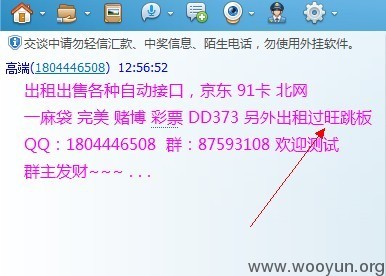 交谈中请勿轻信汇款、中奖信息、陌生电话，勿使用外挂软件。
高端(1804446508) 12:56:52
出租出售各种自动接口，京东 91卡 北网
一麻袋 完美 赌博 彩票 DD373 另外出租过旺跳板
QQ：1804446508 群：87593108 欢迎测试
群主发财~~~ . . .
www.wooyun.org